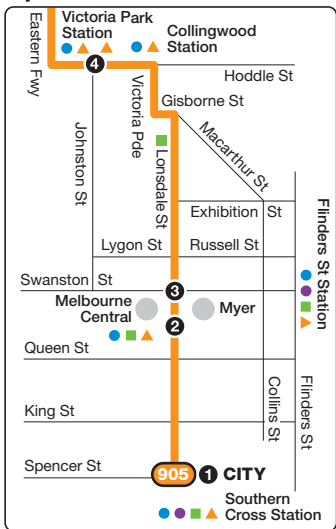 Victoria Park
Station
Collingwood
Station
Eastern Fwy
4
Hoddle St
Gisborne St
Victoria Pde
Macarthur St
Johnston St
Lonsdale St
Exhibition St
Lygon St
Russell St
Flinders St Station
Swanston St
3
Melbourne
Central
Myer
2
Queen St
Collins St
Flinders St
King St
Spencer St
905
1
CITY
Southern
Cross Station